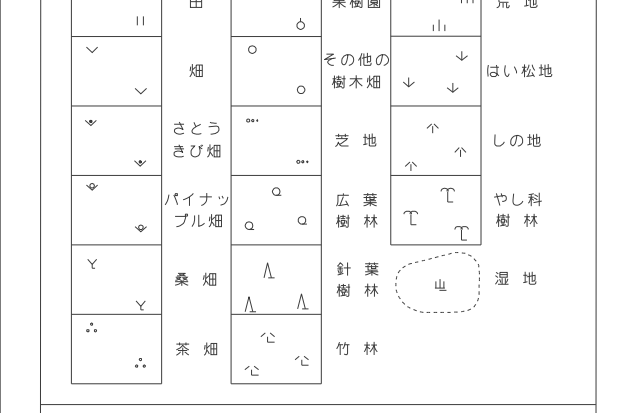 田
果樹園
荒 地
畑
その他の
樹木畑
はい松地
さとう
きび畑
芝 地
しの地
パイナッ
プル畑
広 葉
樹 林
やし科
樹 林
桑 畑
針 葉
樹 林
湿 地
茶 畑
竹 林